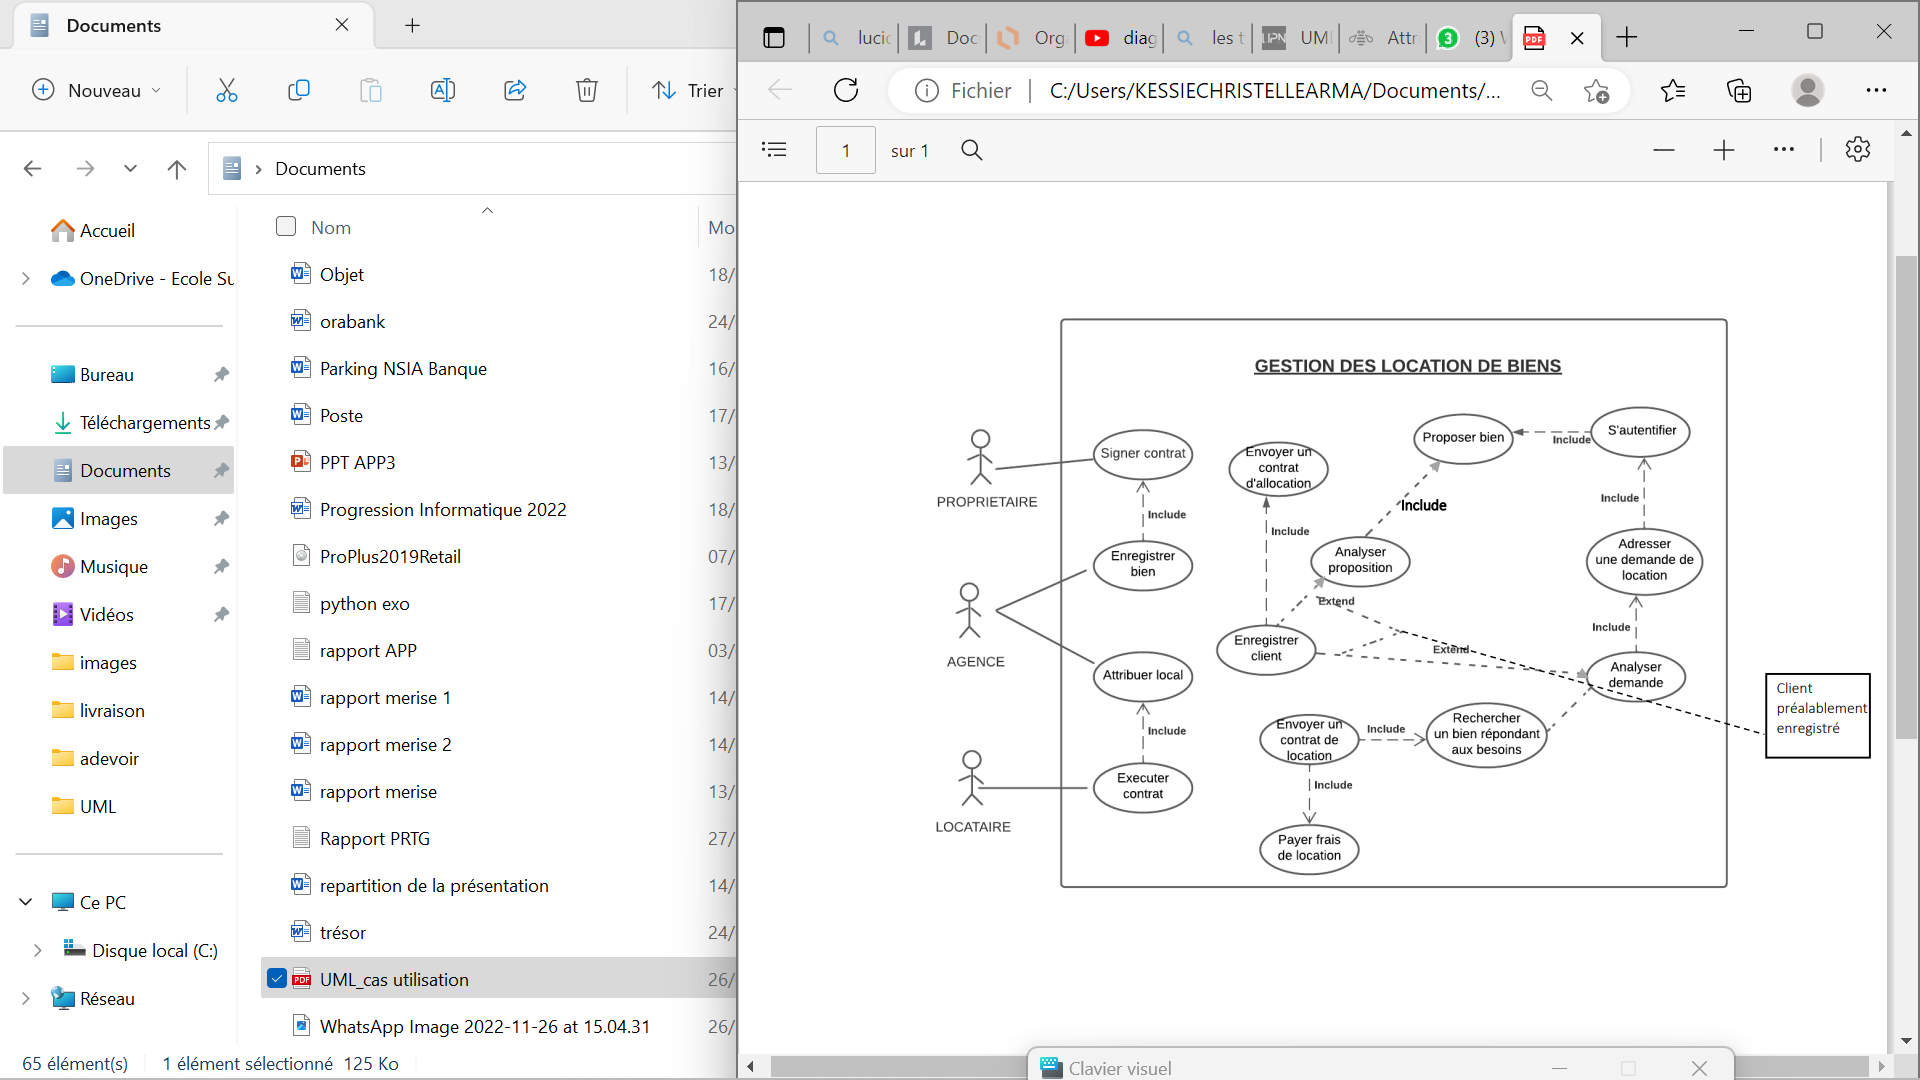 Documents
Nouveau
Trier
Documents
Accueil
OneDrive - Ecole Su
Bureau
Téléchargements
Documents
Images
Musique
Vidéos
images
livraison
adevoir
UML
Ce PC
Disque local (C:)
Réseau
Nom
Mo
Objet
18/
orabank
24/
Parking NSIA Banque
16/
Poste
17/
PPT APP3
13/
Progression Informatique 2022
18/
ProPlus2019Retail
07/
python exo
17/
rapport APP
03/
rapport merise 1
14/
rapport merise 2
14/
rapport merise
13/
Rapport PRTG
27/
repartition de la présentation
14/
trésor
24/
UML_cas utilisation
26/
WhatsApp Image 2022-11-26 at 15.04.31
26/
65 élément(s)
1 élément sélectionné 125 Ko
lucio
Doc
Orga
diag
les t
UML
Attr
(3) W
Fichier
C:/Users/KESSIECHRISTELLEARMA/Documents/...
1
sur 1
GESTION DES LOCATION DE BIENS
PROPRIETAIRE
AGENCE
LOCATAIRE
Signer contrat
Include
Enregistrer
bien
Attribuer local
Include
Executer
contrat
Envoyer un
contrat
d'allocation
Include
Proposer bien
Include
S'autentifier
Include
Include
Analyser
proposition
Adresser
une demande de
location
Extend
Include
Enregistrer
client
Extend
Analyser
demande
Envoyer un
contrat de
location
Include
Rechercher
un bien répondant
aux besoins
Include
Payer frais
de location
Client
préalablement
enregistré
Clavier visuel